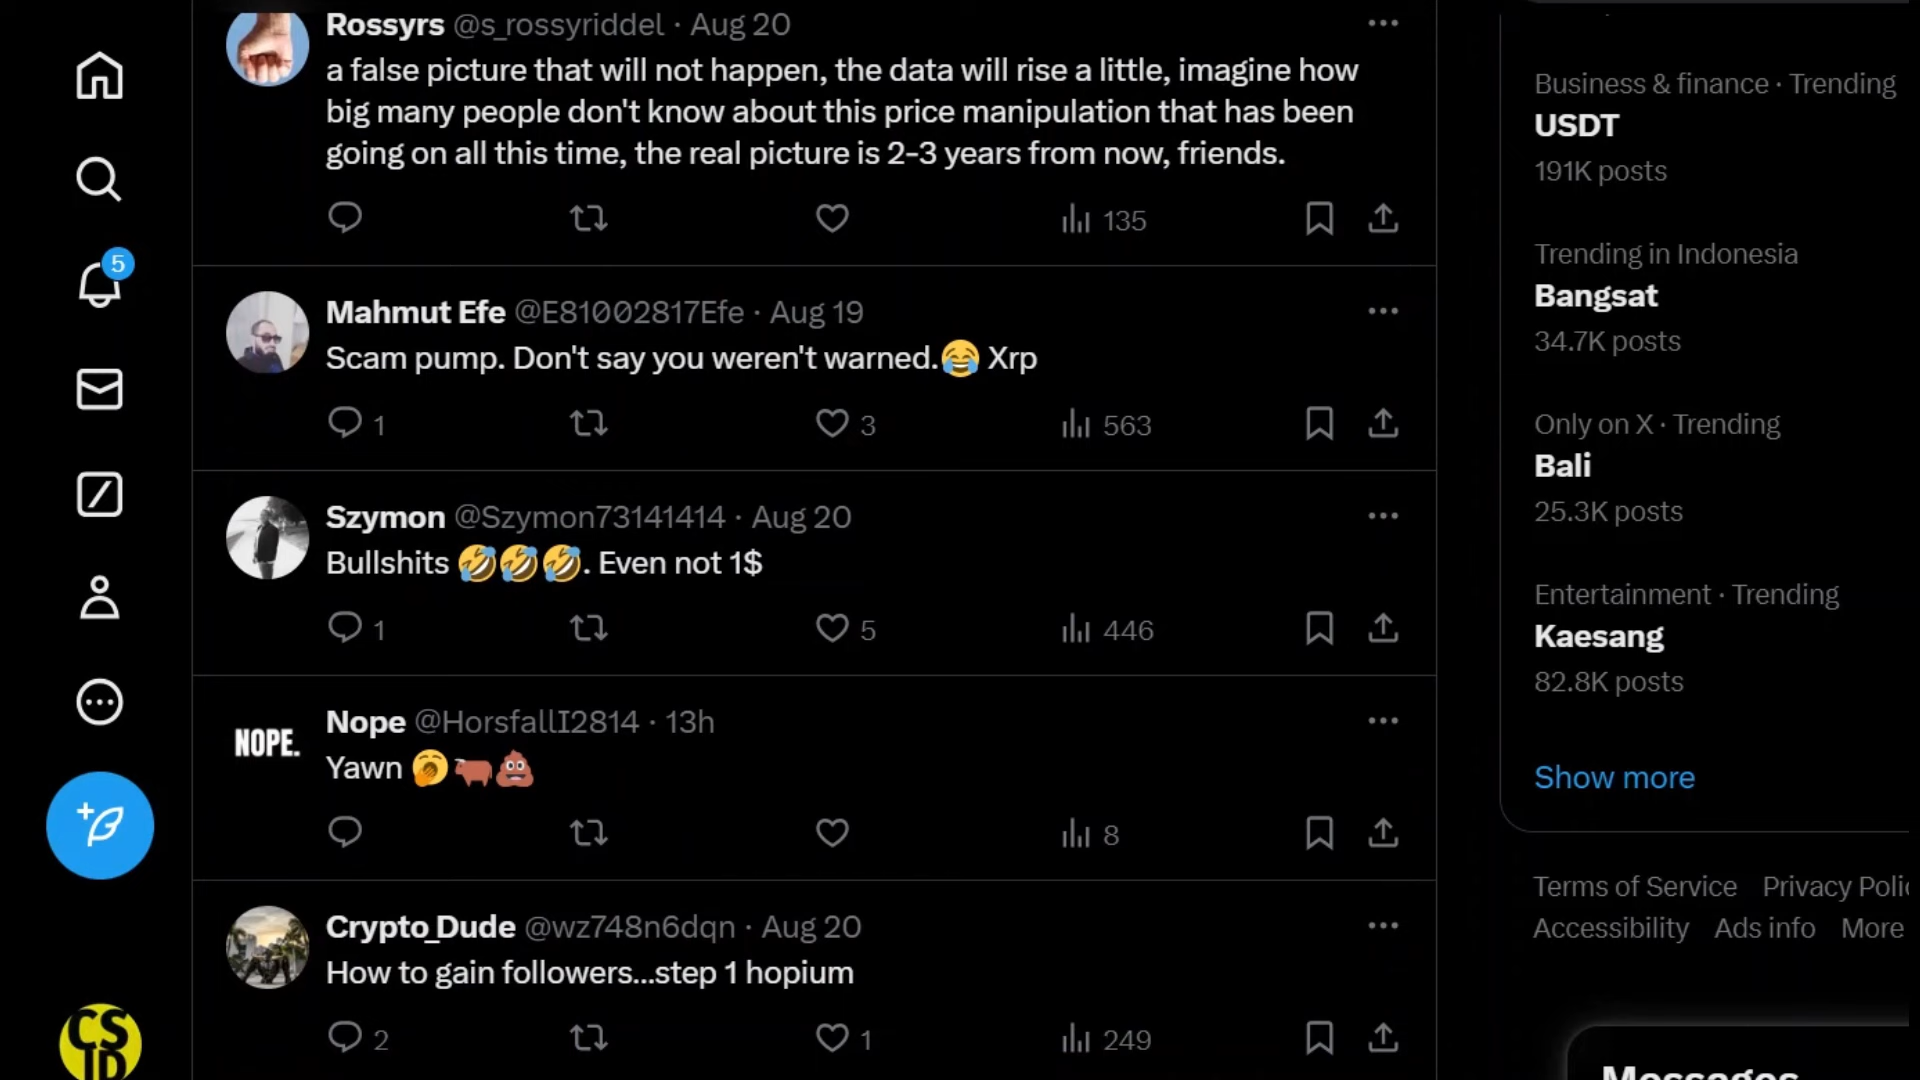 Rossyrs @s_rossyriddel · Aug 20
a false picture that will not happen, the data will rise a little, imagine how
big many people don't know about this price manipulation that has been
going on all this time, the real picture is 2-3 years from now, friends.
135
Mahmut Efe @E81002817Efe · Aug 19
Scam pump. Don't say you weren't warned.😂 Xrp
1 3 563
Szymon @Szymon73141414 · Aug 20
Bullshits 🤣🤣🤣. Even not 1$
1 5 446
NOPE.
Nope @HorsfallI2814 · 13h
Yawn 🥱🐂💩
8
Crypto_Dude @wz748n6dqn · Aug 20
How to gain followers...step 1 hopium
2 1 249
5
CS
ID
Business & finance · Trending
USDT
191K posts
Trending in Indonesia
Bangsat
34.7K posts
Only on X · Trending
Bali
25.3K posts
Entertainment · Trending
Kaesang
82.8K posts
Show more
Terms of Service Privacy Polic
Accessibility Ads info More
Messages